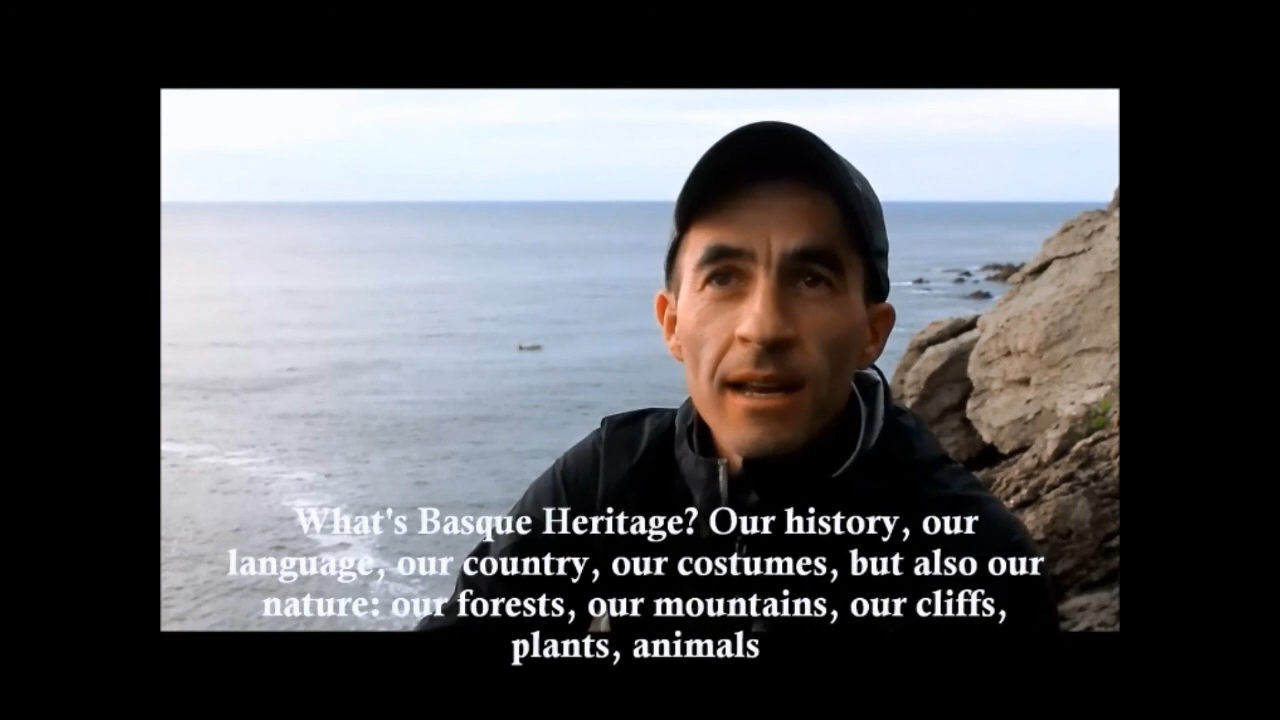 What's Basque Heritage? Our history, our
language, our country, our costumes, but also our
nature: our forests, our mountains, our cliffs,
plants, animals